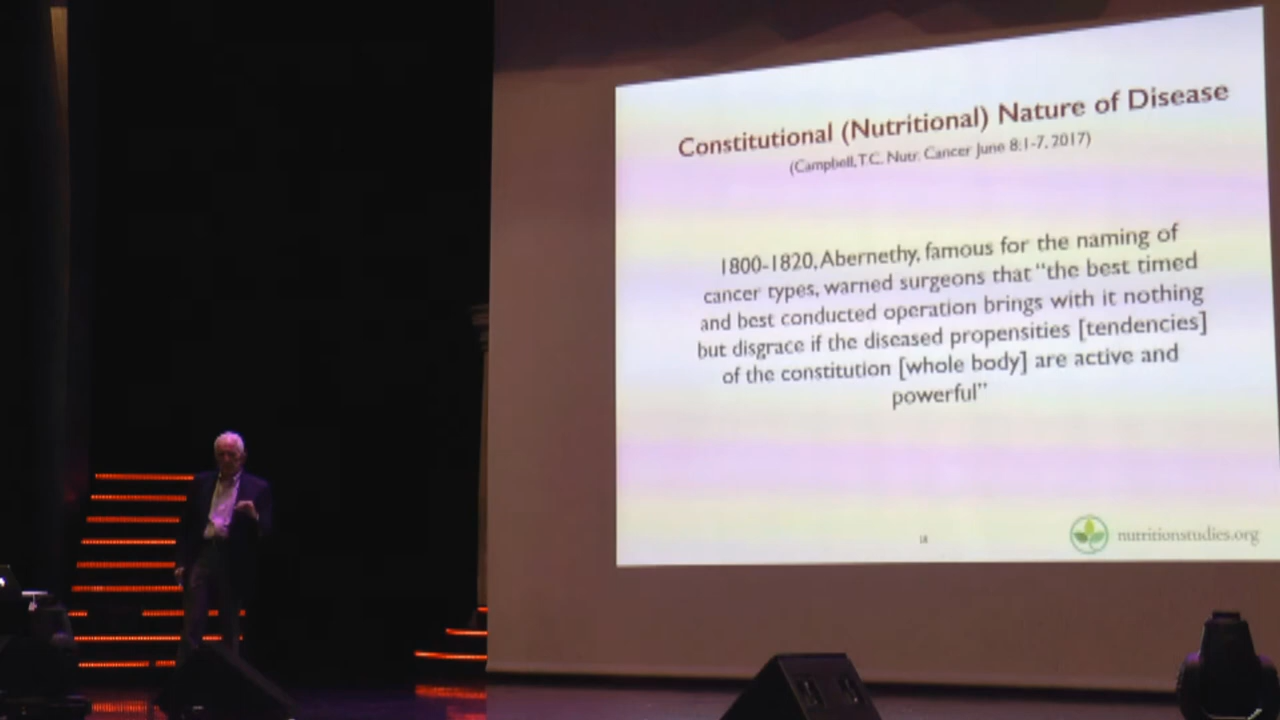 Constitutional (Nutritional) Nature of Disease
(Campbell, T.C. Nutr. Cancer June 8:1-7, 2017)
1800-1820, Abernethy, famous for the naming of
cancer types, warned surgeons that "the best timed
and best conducted operation brings with it nothing
but disgrace if the diseased propensities [tendencies]
of the constitution [whole body] are active and
powerful"
18
nutritionstudies.org